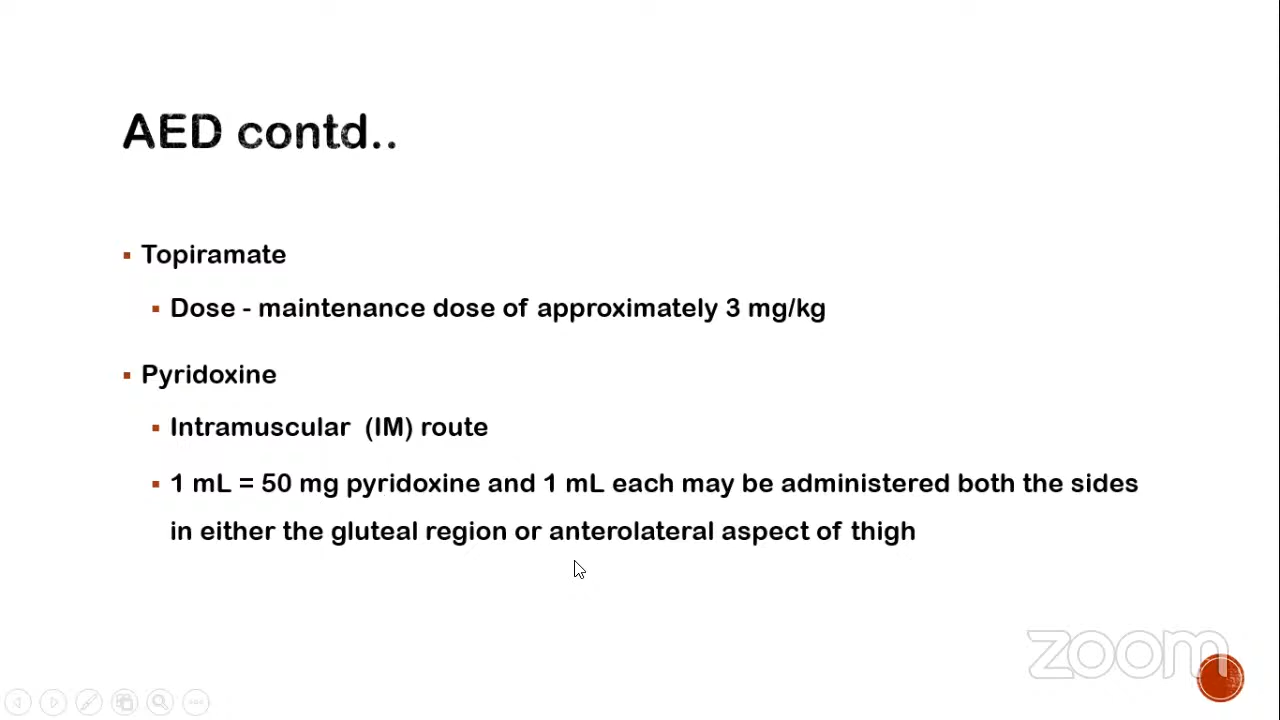 AED contd..
Topiramate
Dose - maintenance dose of approximately 3 mg/kg
Pyridoxine
Intramuscular (IM) route
1 mL = 50 mg pyridoxine and 1 mL each may be administered both the sides
in either the gluteal region or anterolateral aspect of thigh
zoom